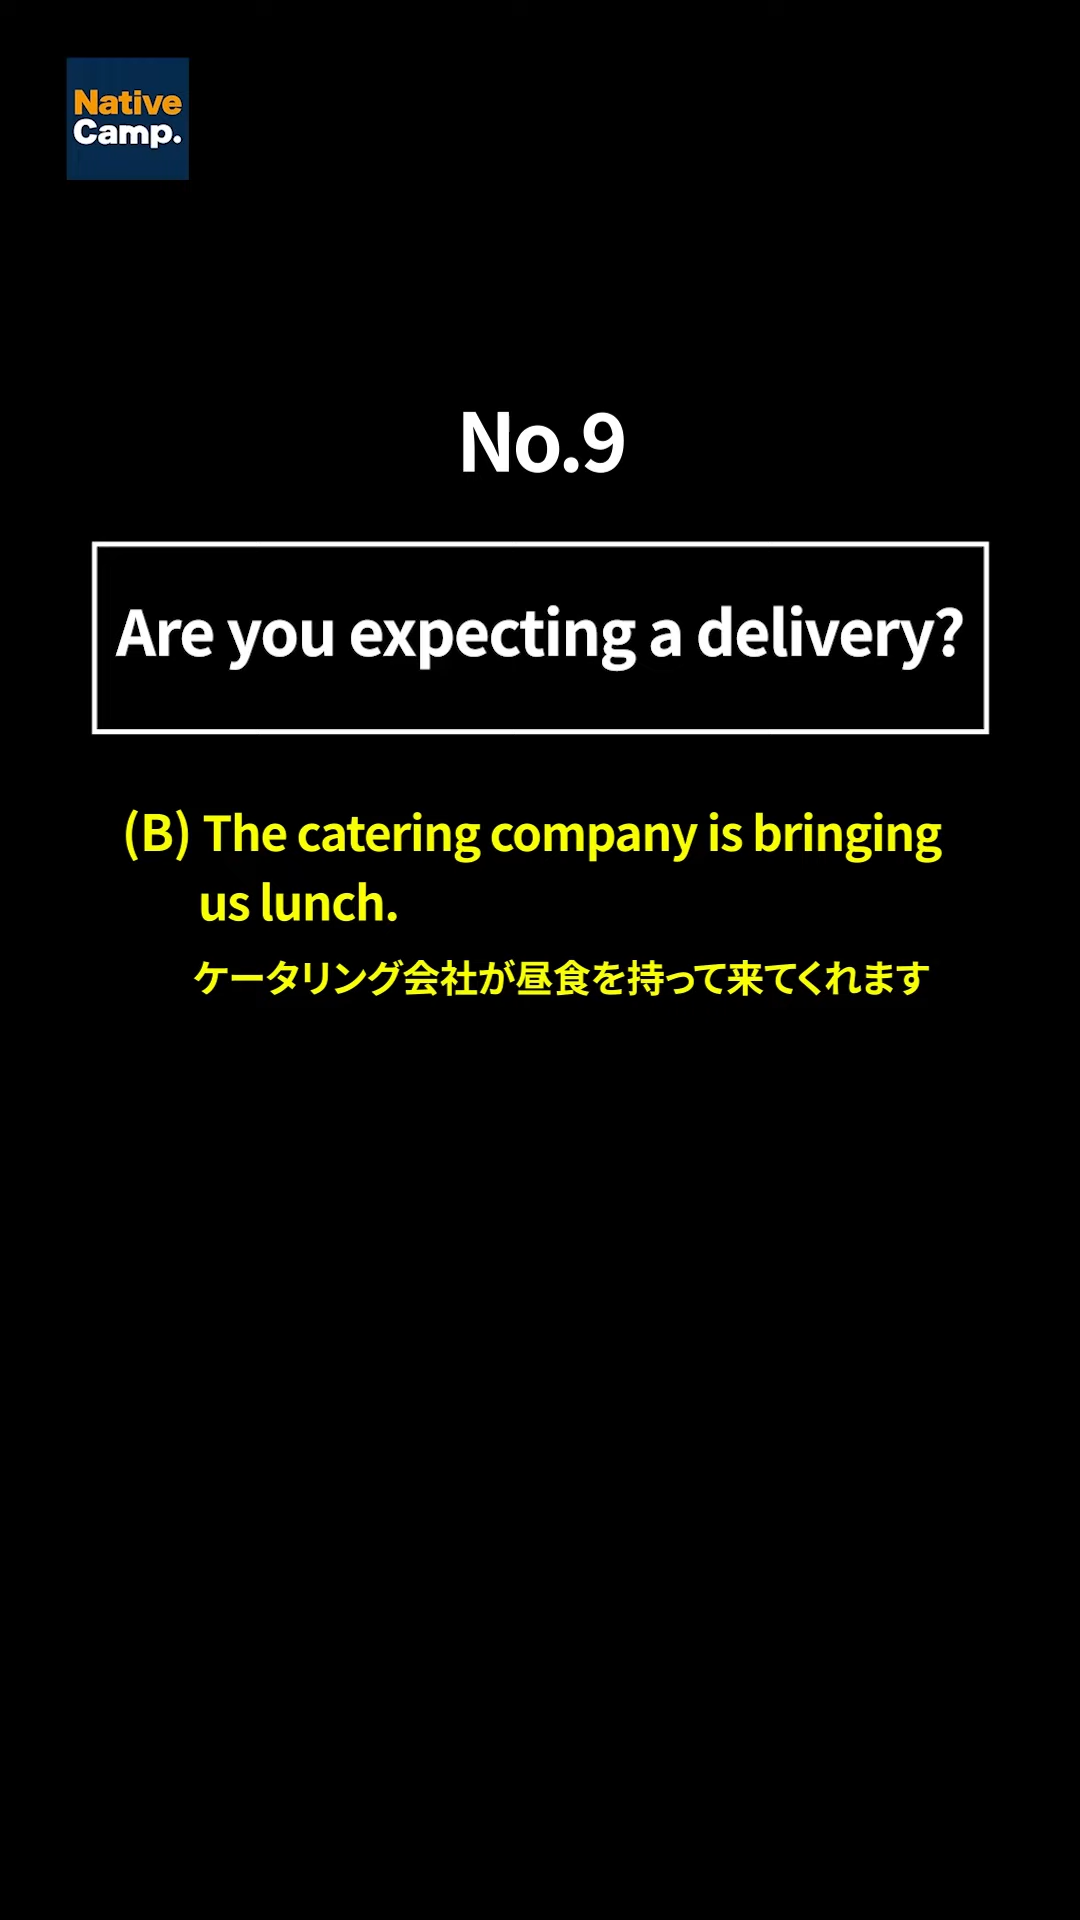 Native
Camp.
No.9
Are you expecting a delivery?
(B) The catering company is bringing
us lunch.
ケータリング会社が昼食を持って来てくれます